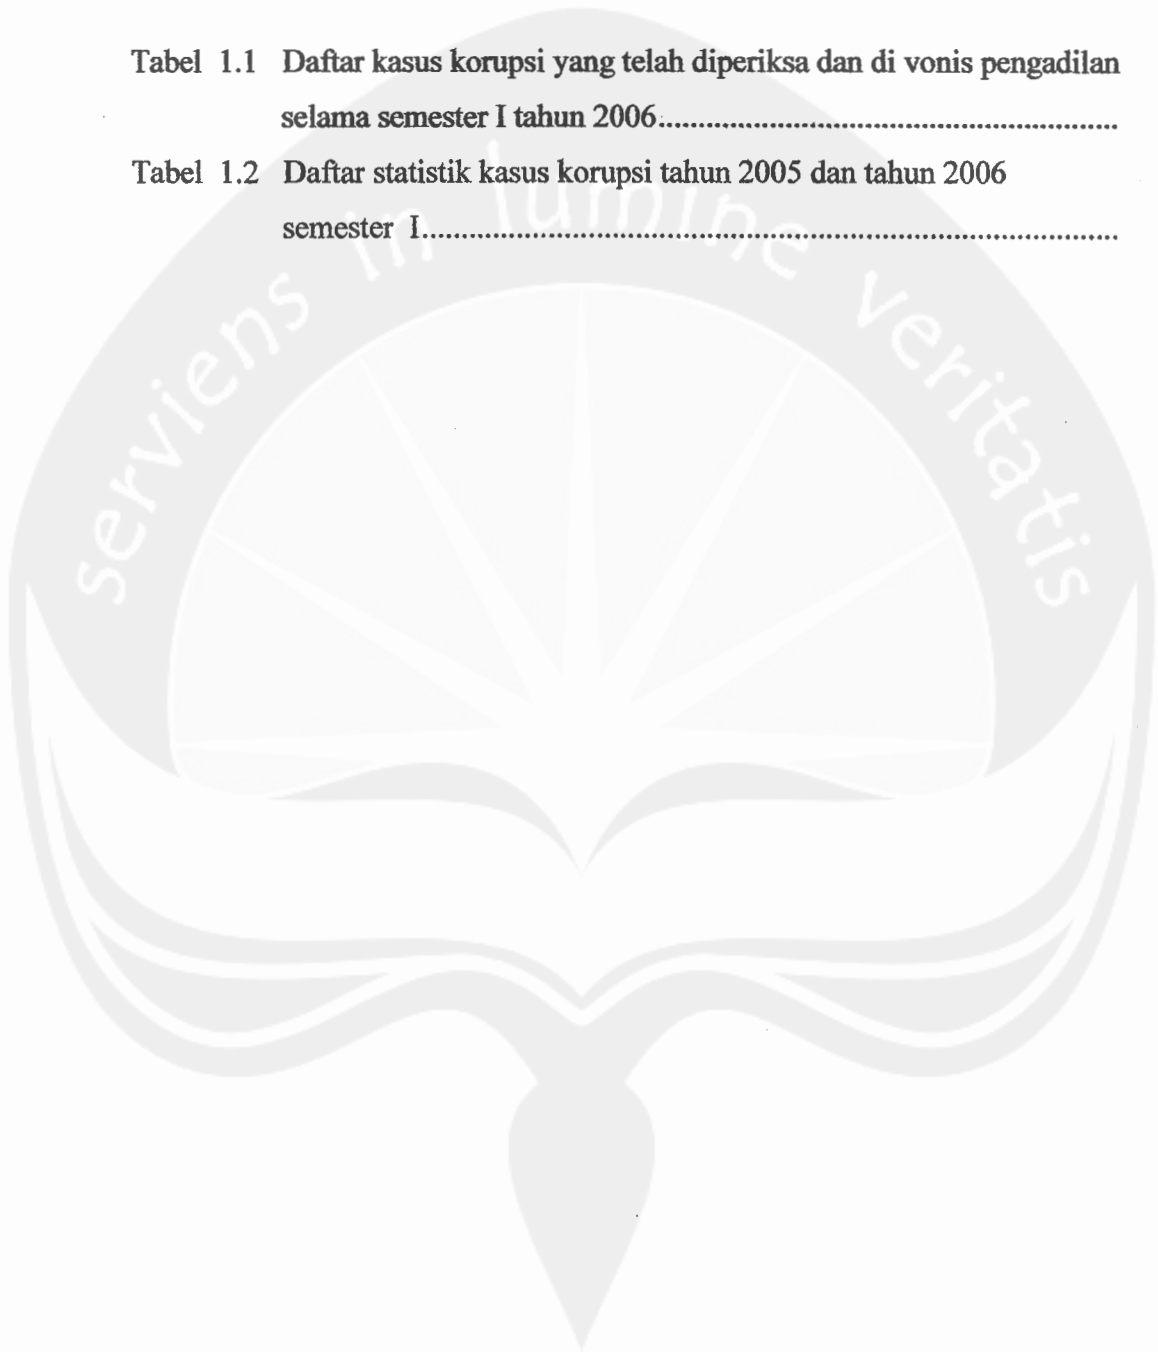 Tabel 1.1 Daftar kasus korupsi yang telah diperiksa dan di vonis pengadilan
selama semester I tahun 2006..........................................................
Tabel 1.2 Daftar statistik kasus korupsi tahun 2005 dan tahun 2006
semester I........................................................................................
serviens in lumine veritatis